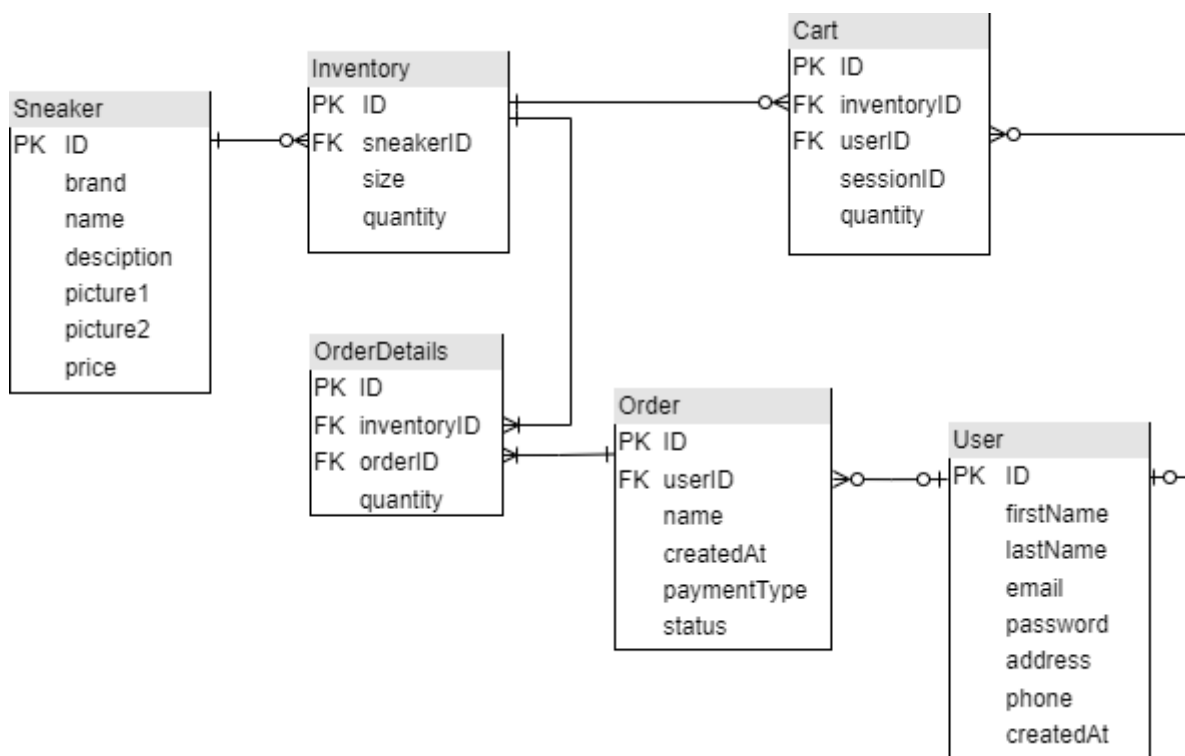 Sneaker
PK ID
brand
name
desciption
picture1
picture2
price
Inventory
PK ID
FK sneakerID
size
quantity
Cart
PK ID
FK inventoryID
FK userID
sessionID
quantity
OrderDetails
PK ID
FK inventoryID
FK orderID
quantity
Order
PK ID
FK userID
name
createdAt
paymentType
status
User
PK ID
firstName
lastName
email
password
address
phone
createdAt